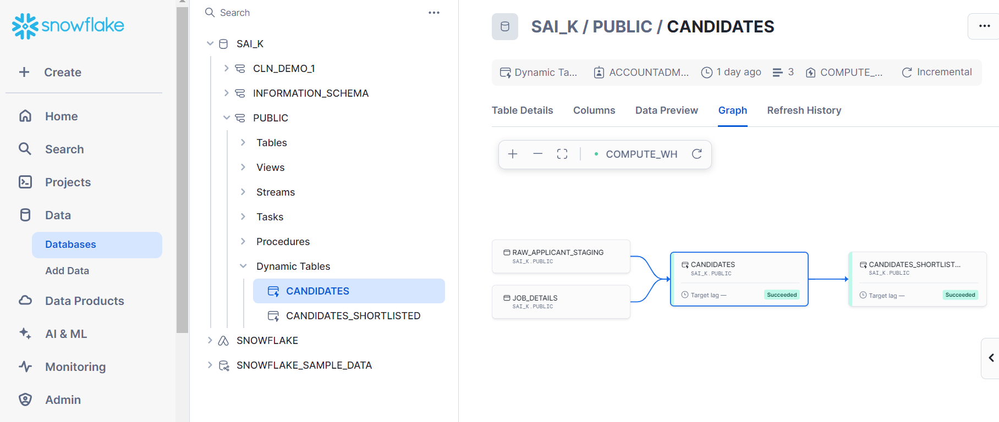 snowflake
Create
Home
Search
Projects
Data
Databases
Add Data
Data Products
AI & ML
Monitoring
Admin
Search
SAI_K
CLN_DEMO_1
INFORMATION_SCHEMA
PUBLIC
Tables
Views
Streams
Tasks
Procedures
Dynamic Tables
CANDIDATES
CANDIDATES_SHORTLISTED
SNOWFLAKE
SNOWFLAKE_SAMPLE_DATA
SAI_K / PUBLIC / CANDIDATES
Dynamic Ta... ACCOUNTADM... 1 day ago 3 COMPUTE_... Incremental
Table Details Columns Data Preview Graph Refresh History
COMPUTE_WH
RAW_APPLICANT_STAGING
SAI_K.PUBLIC
JOB_DETAILS
SAI_K.PUBLIC
CANDIDATES
SAI_K.PUBLIC
Target lag — Succeeded
CANDIDATES_SHORTLIST...
SAI_K.PUBLIC
Target lag — Succeeded